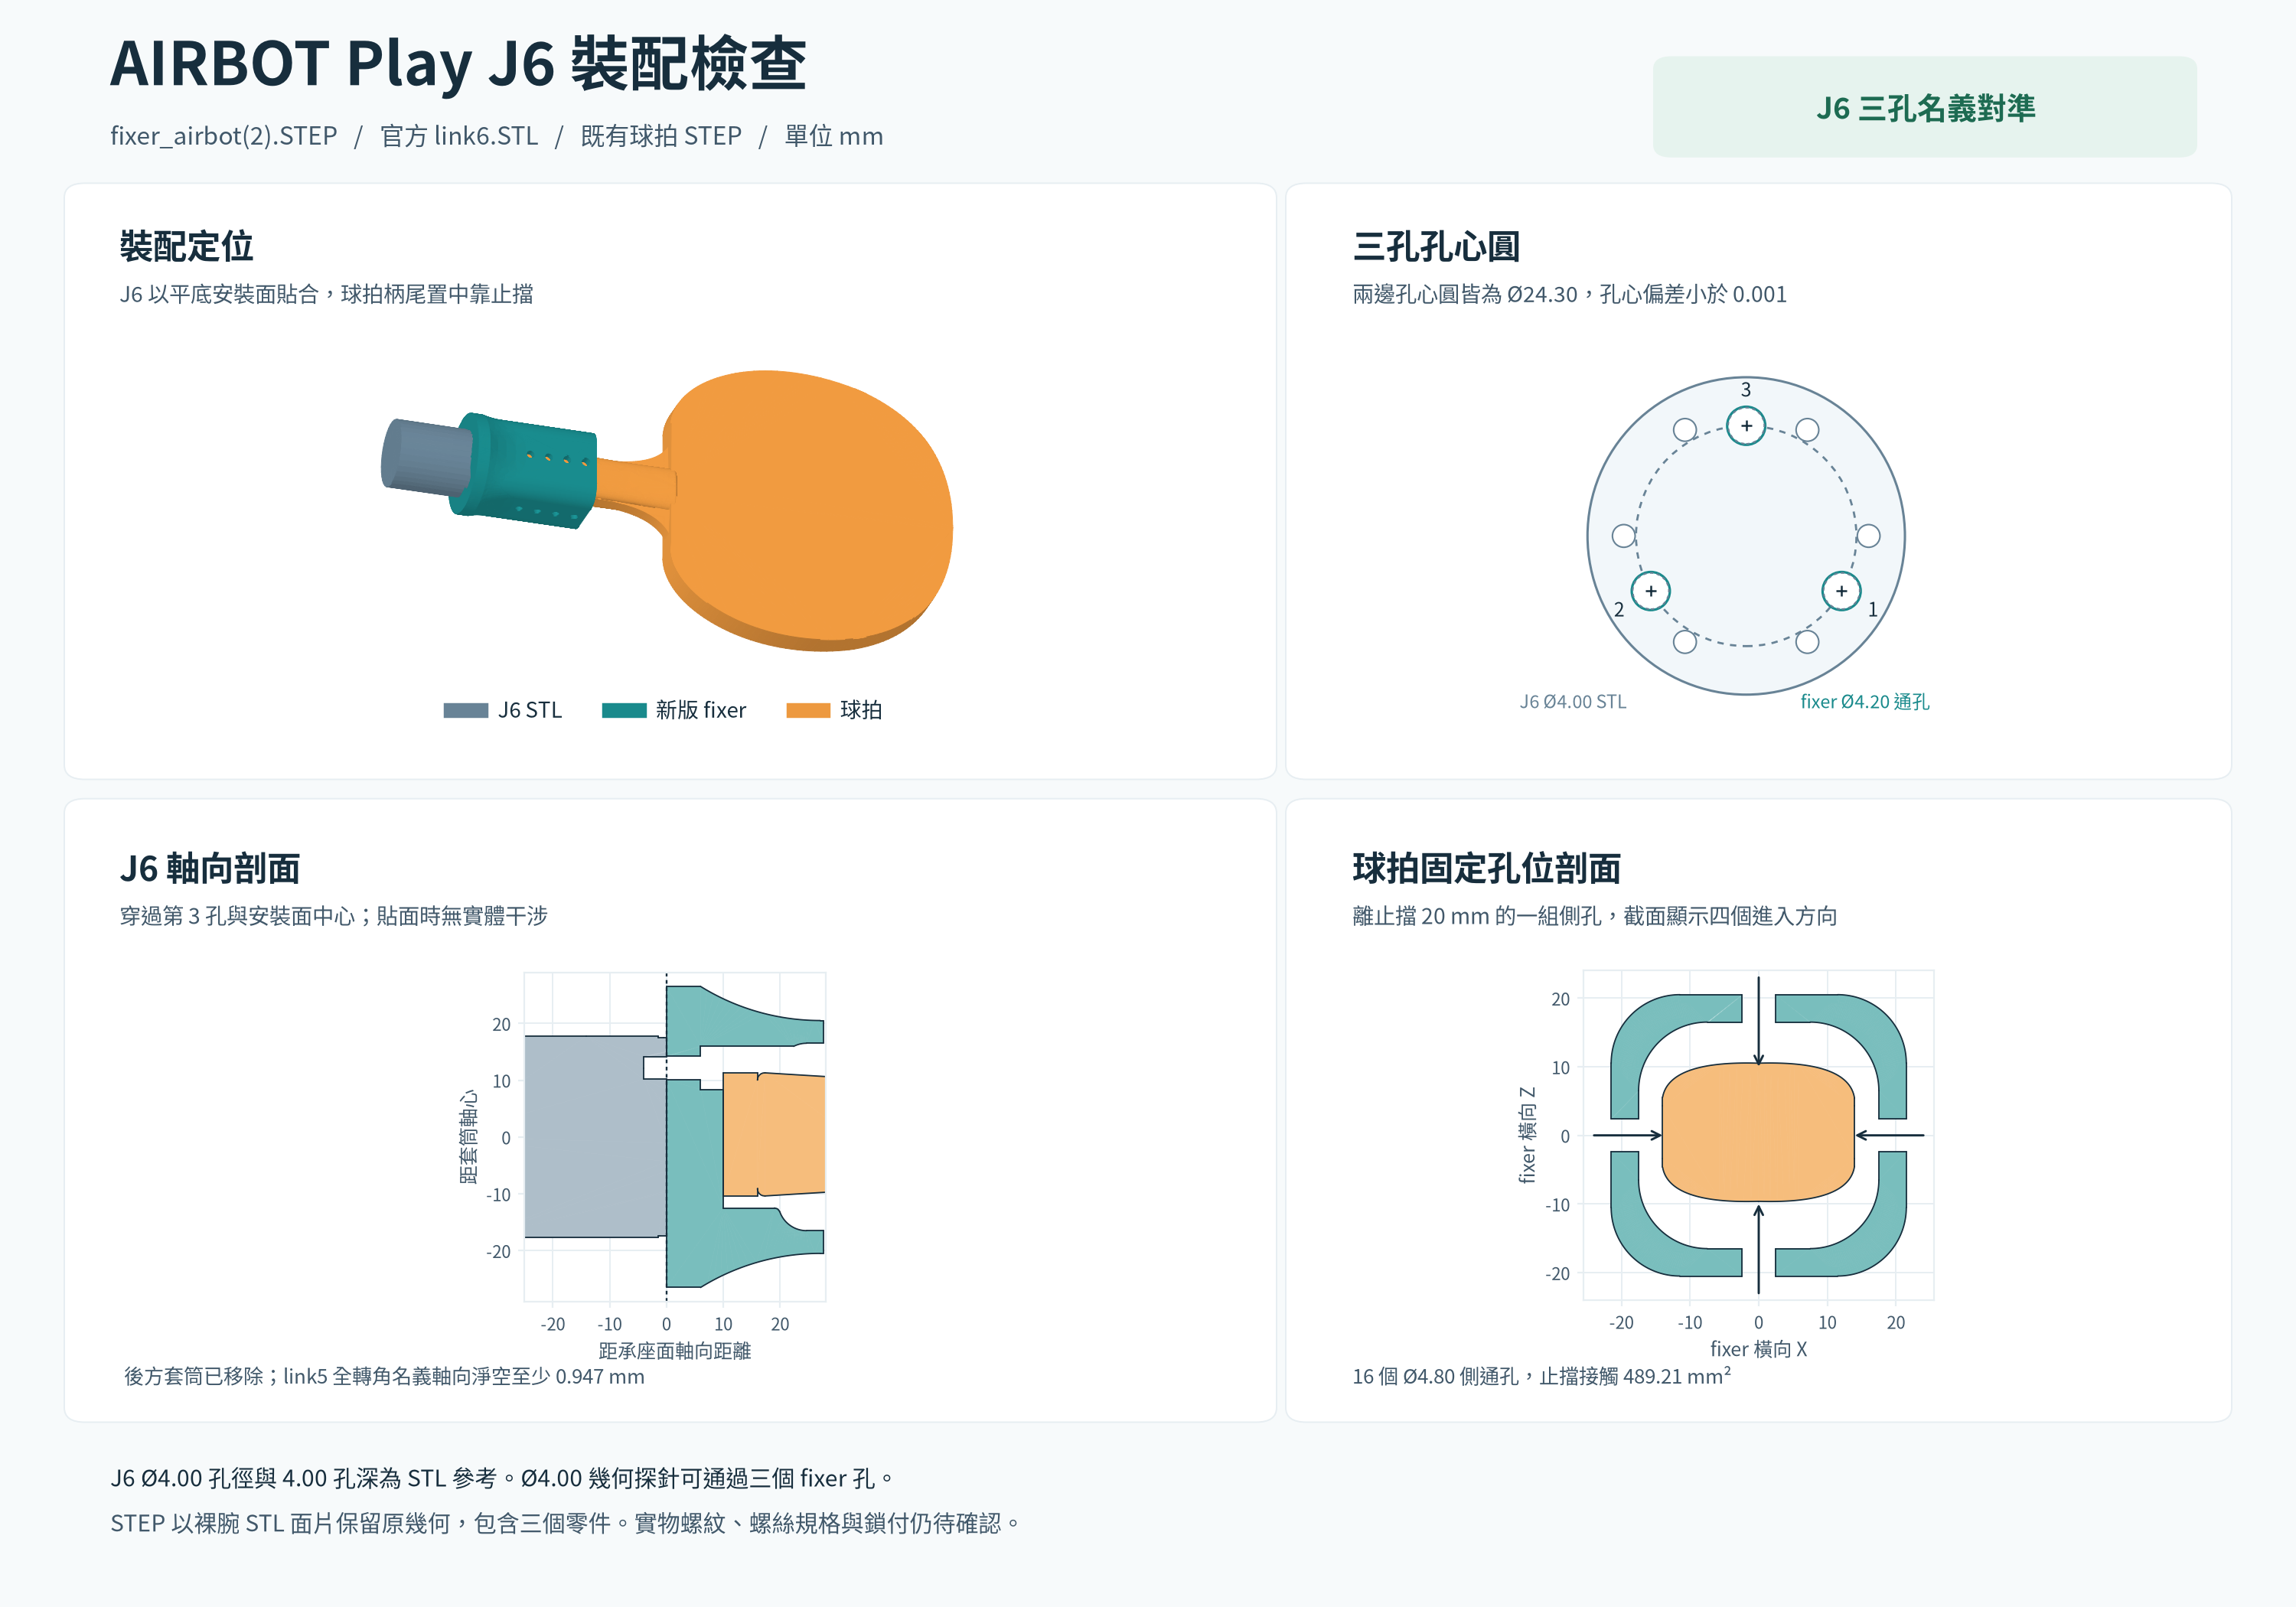 AIRBOT Play J6 裝配檢查
fixer_airbot(2).STEP / 官方 link6.STL / 既有球拍 STEP / 單位 mm
J6 三孔名義對準
裝配定位
J6 以平底安裝面貼合，球拍柄尾置中靠止擋
J6 STL
新版 fixer
球拍
三孔孔心圓
兩邊孔心圓皆為 Ø24.30，孔心偏差小於 0.001
3
2
1
J6 Ø4.00 STL
fixer Ø4.20 通孔
J6 軸向剖面
穿過第 3 孔與安裝面中心；貼面時無實體干涉
距套筒軸心
20
10
0
-10
-20
-20 -10 0 10 20
距承座面軸向距離
後方套筒已移除；link5 全轉角名義軸向淨空至少 0.947 mm
球拍固定孔位剖面
離止擋 20 mm 的一組側孔，截面顯示四個進入方向
fixer 橫向 Z
20
10
0
-10
-20
-20 -10 0 10 20
fixer 橫向 X
16 個 Ø4.80 側通孔，止擋接觸 489.21 mm²
J6 Ø4.00 孔徑與 4.00 孔深為 STL 參考。Ø4.00 幾何探針可通過三個 fixer 孔。
STEP 以裸腕 STL 面片保留原幾何，包含三個零件。實物螺紋、螺絲規格與鎖付仍待確認。